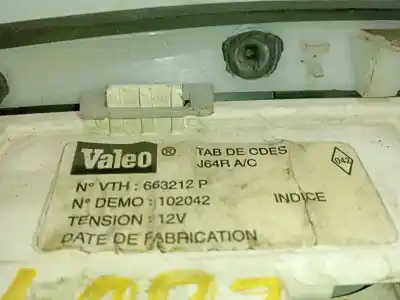 Valeo ®
TAB DE CDES
J64R A/C
042
N° VTH : 663212 P
N° DEMO : 102042
INDICE
TENSION : 12V
DATE DE FABRICATION